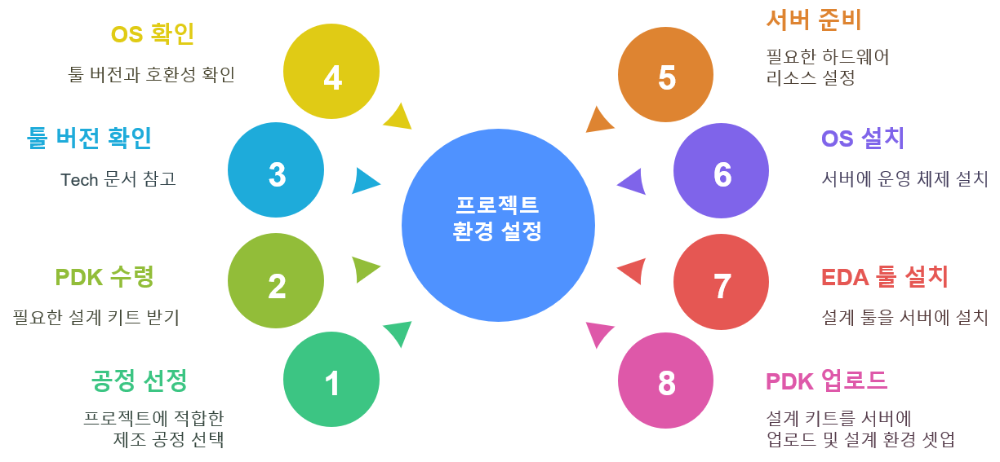 OS 확인
툴 버전과 호환성 확인
4
툴 버전 확인
Tech 문서 참고
3
PDK 수령
필요한 설계 키트 받기
2
공정 선정
프로젝트에 적합한
제조 공정 선택
1
프로젝트
환경 설정
5
서버 준비
필요한 하드웨어
리소스 설정
6
OS 설치
서버에 운영 체제 설치
7
EDA 툴 설치
설계 툴을 서버에 설치
8
PDK 업로드
설계 키트를 서버에
업로드 및 설계 환경 셋업